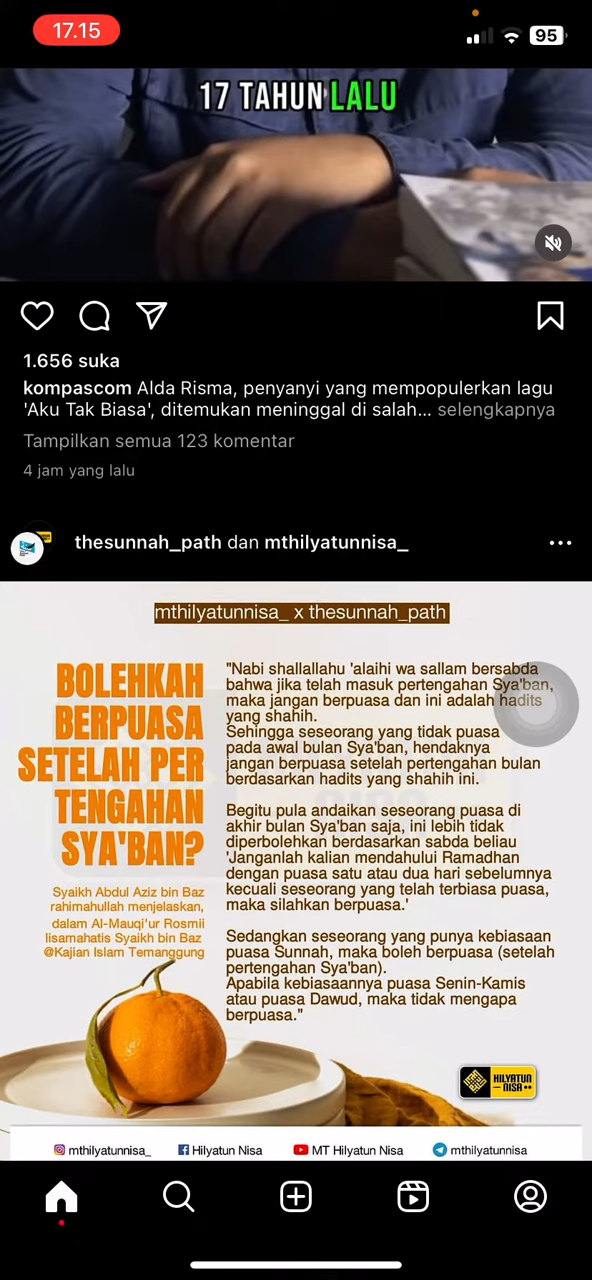 17.15
95
17 TAHUN LALU
1.656 suka
kompascom Alda Risma, penyanyi yang mempopulerkan lagu
'Aku Tak Biasa', ditemukan meninggal di salah... selengkapnya
Tampilkan semua 123 komentar
4 jam yang lalu
thesunnah_path dan mthilyatunnisa_
mthilyatunnisa_ x thesunnah_path
BOLEHKAH
BERPUASA
SETELAH PER
TENGAHAN
SYA'BAN?
Syaikh Abdul Aziz bin Baz
rahimahullah menjelaskan,
dalam Al-Mauqi'ur Rosmii
lisamahatis Syaikh bin Baz
@Kajian Islam Temanggung
"Nabi shallallahu 'alaihi wa sallam bersabda
bahwa jika telah masuk pertengahan Sya'ban,
maka jangan berpuasa dan ini adalah hadits
yang shahih.
Sehingga seseorang yang tidak puasa
pada awal bulan Sya'ban, hendaknya
jangan berpuasa setelah pertengahan bulan
berdasarkan hadits yang shahih ini.
Begitu pula andaikan seseorang puasa di
akhir bulan Sya'ban saja, ini lebih tidak
diperbolehkan berdasarkan sabda beliau
'Janganlah kalian mendahului Ramadhan
dengan puasa satu atau dua hari sebelumnya
kecuali seseorang yang telah terbiasa puasa,
maka silahkan berpuasa.'
Sedangkan seseorang yang punya kebiasaan
puasa Sunnah, maka boleh berpuasa (setelah
pertengahan Sya'ban).
Apabila kebiasaannya puasa Senin-Kamis
atau puasa Dawud, maka tidak mengapa
berpuasa."
HILYATUN
NISA
mthilyatunnisa_ Hilyatun Nisa MT Hilyatun Nisa mthilyatunnisa